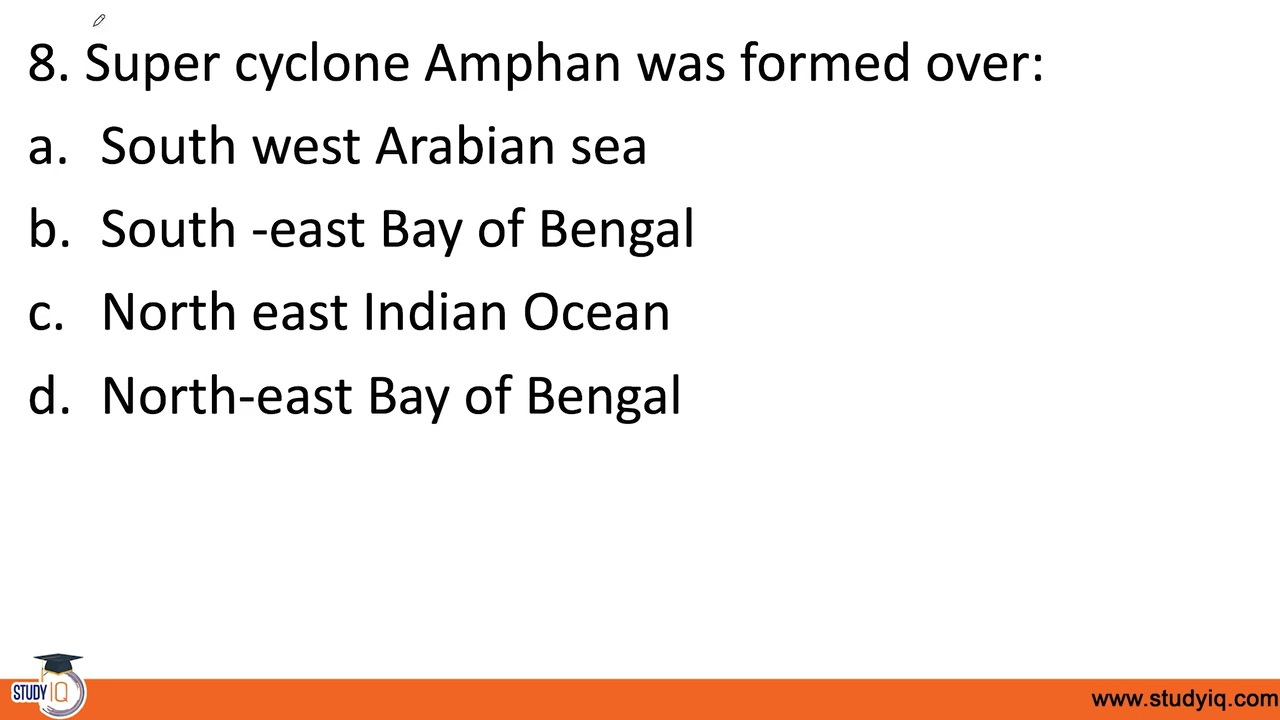 8. Super cyclone Amphan was formed over:
a. South west Arabian sea
b. South -east Bay of Bengal
c. North east Indian Ocean
d. North-east Bay of Bengal
STUDY IQ
www.studyiq.com